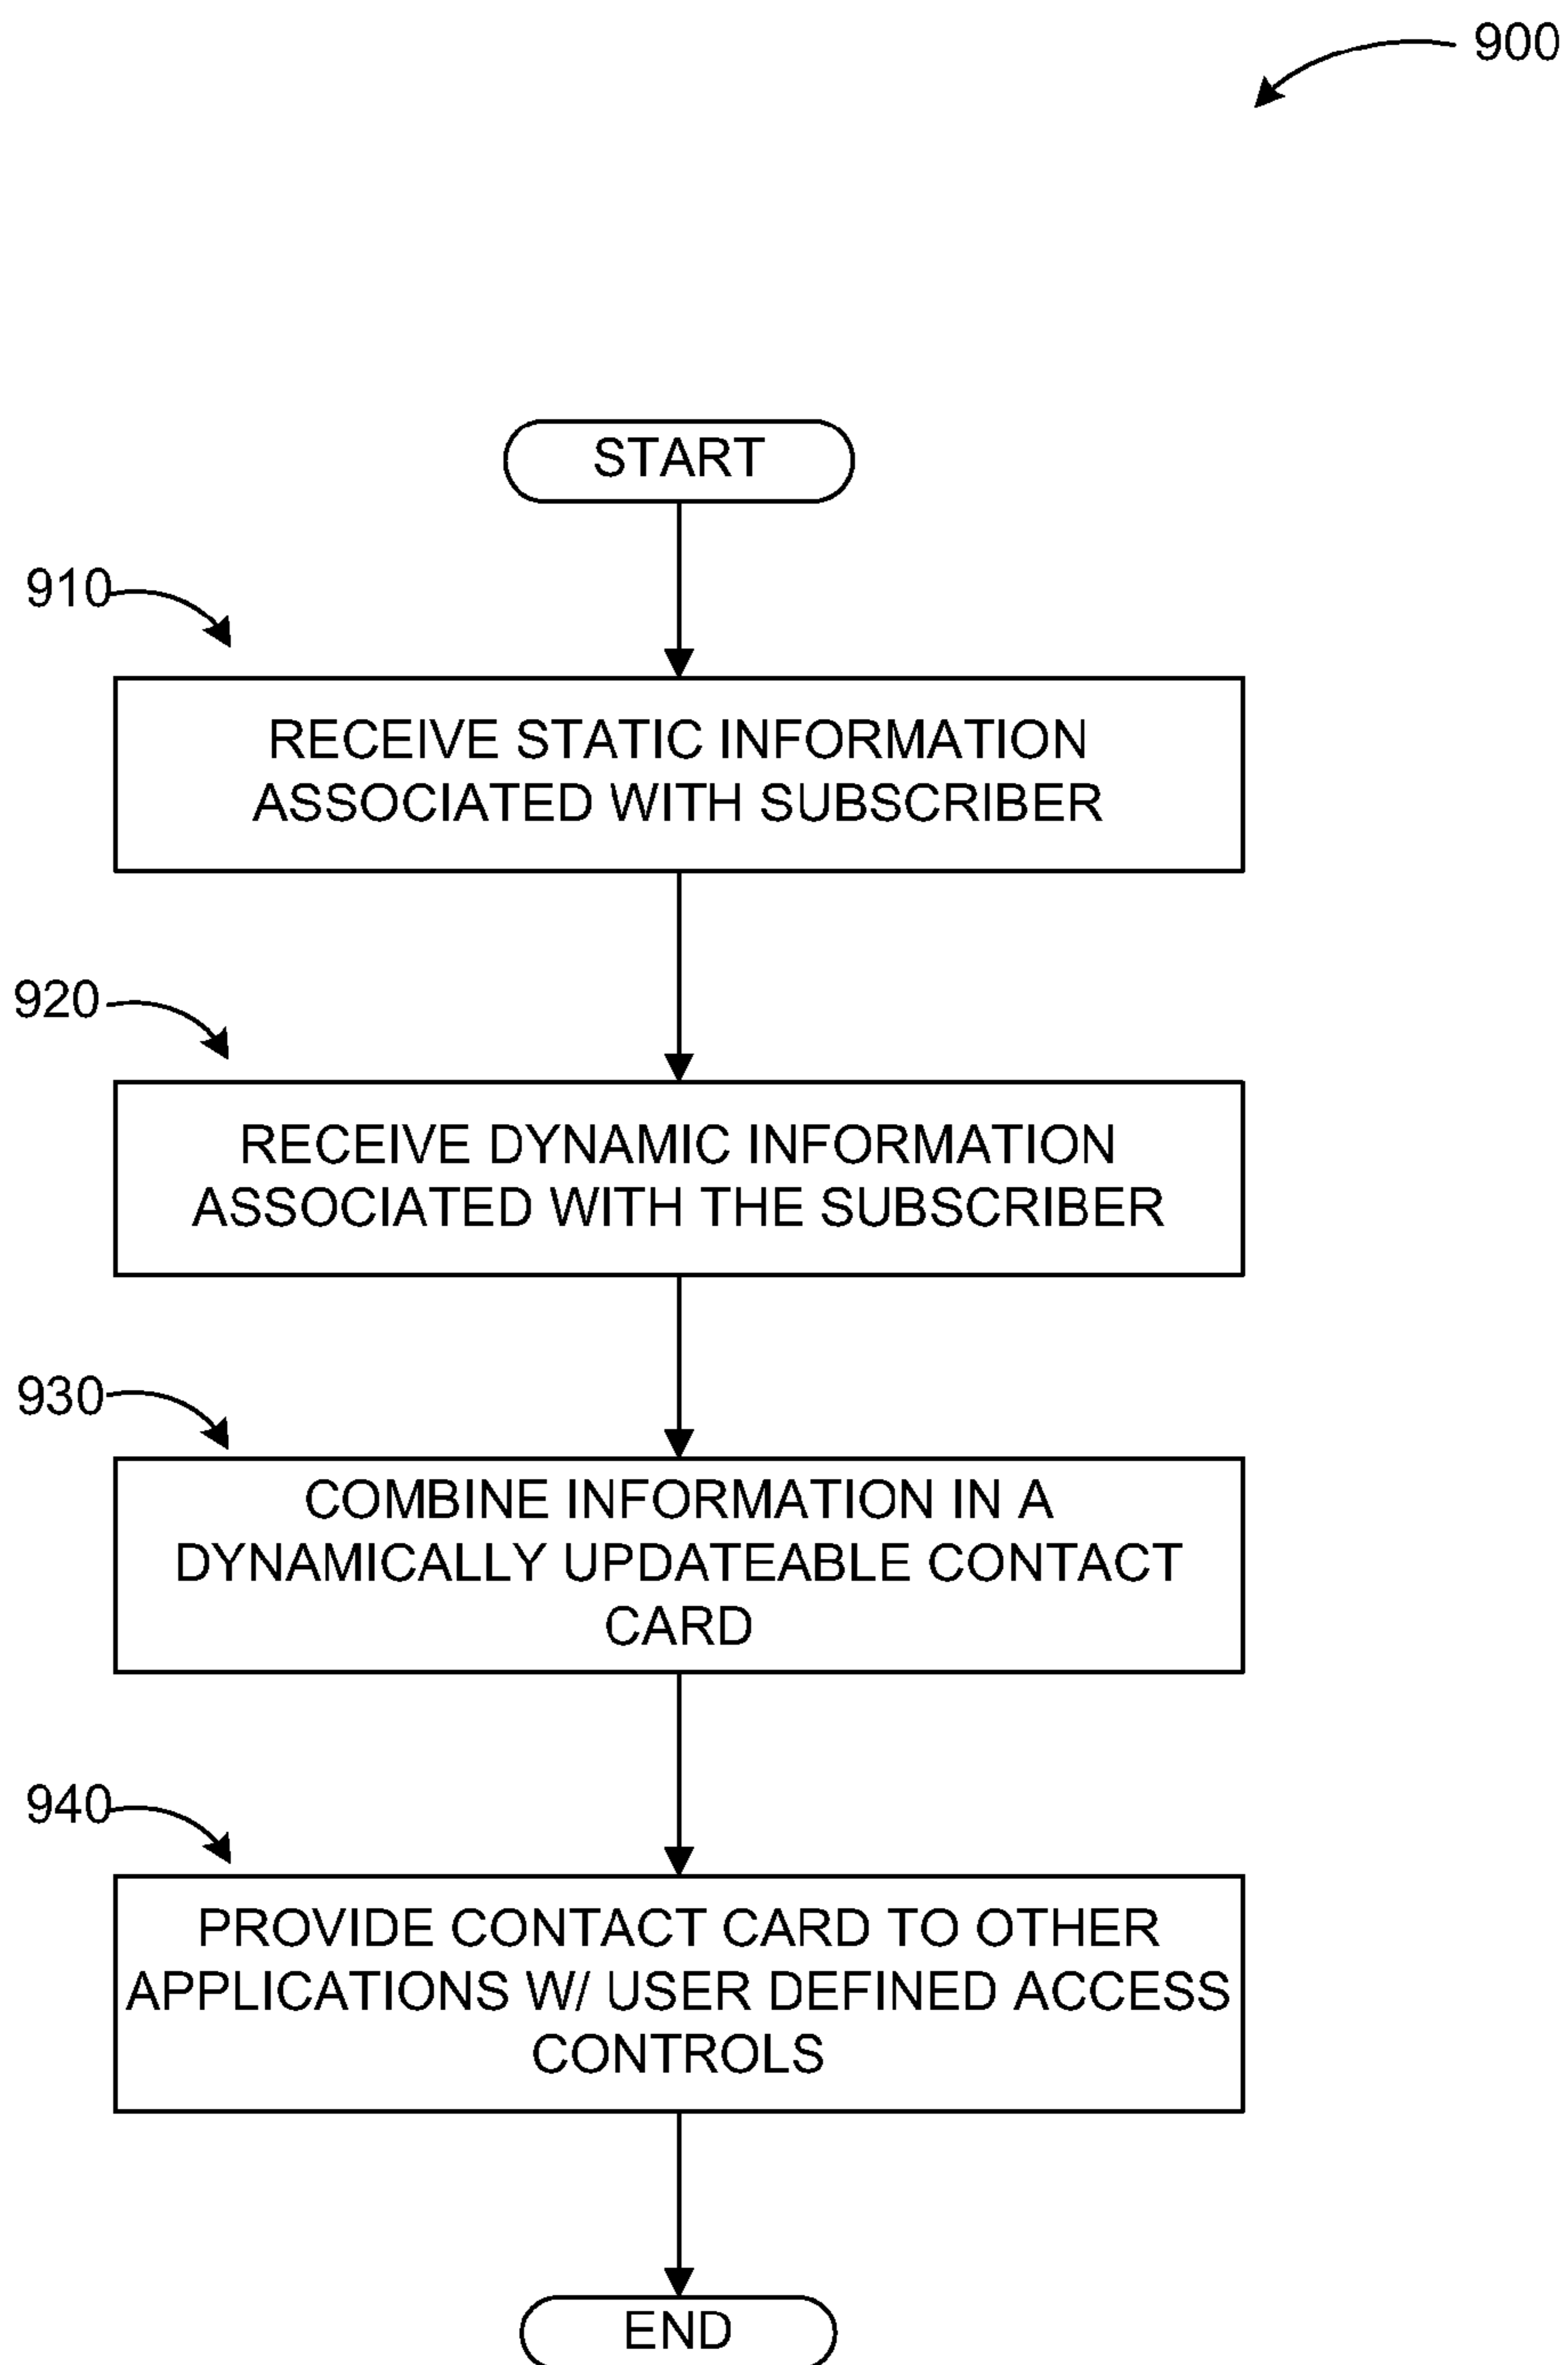 900
START
910
RECEIVE STATIC INFORMATION
ASSOCIATED WITH SUBSCRIBER
920
RECEIVE DYNAMIC INFORMATION
ASSOCIATED WITH THE SUBSCRIBER
930
COMBINE INFORMATION IN A
DYNAMICALLY UPDATEABLE CONTACT
CARD
940
PROVIDE CONTACT CARD TO OTHER
APPLICATIONS W/ USER DEFINED ACCESS
CONTROLS
END